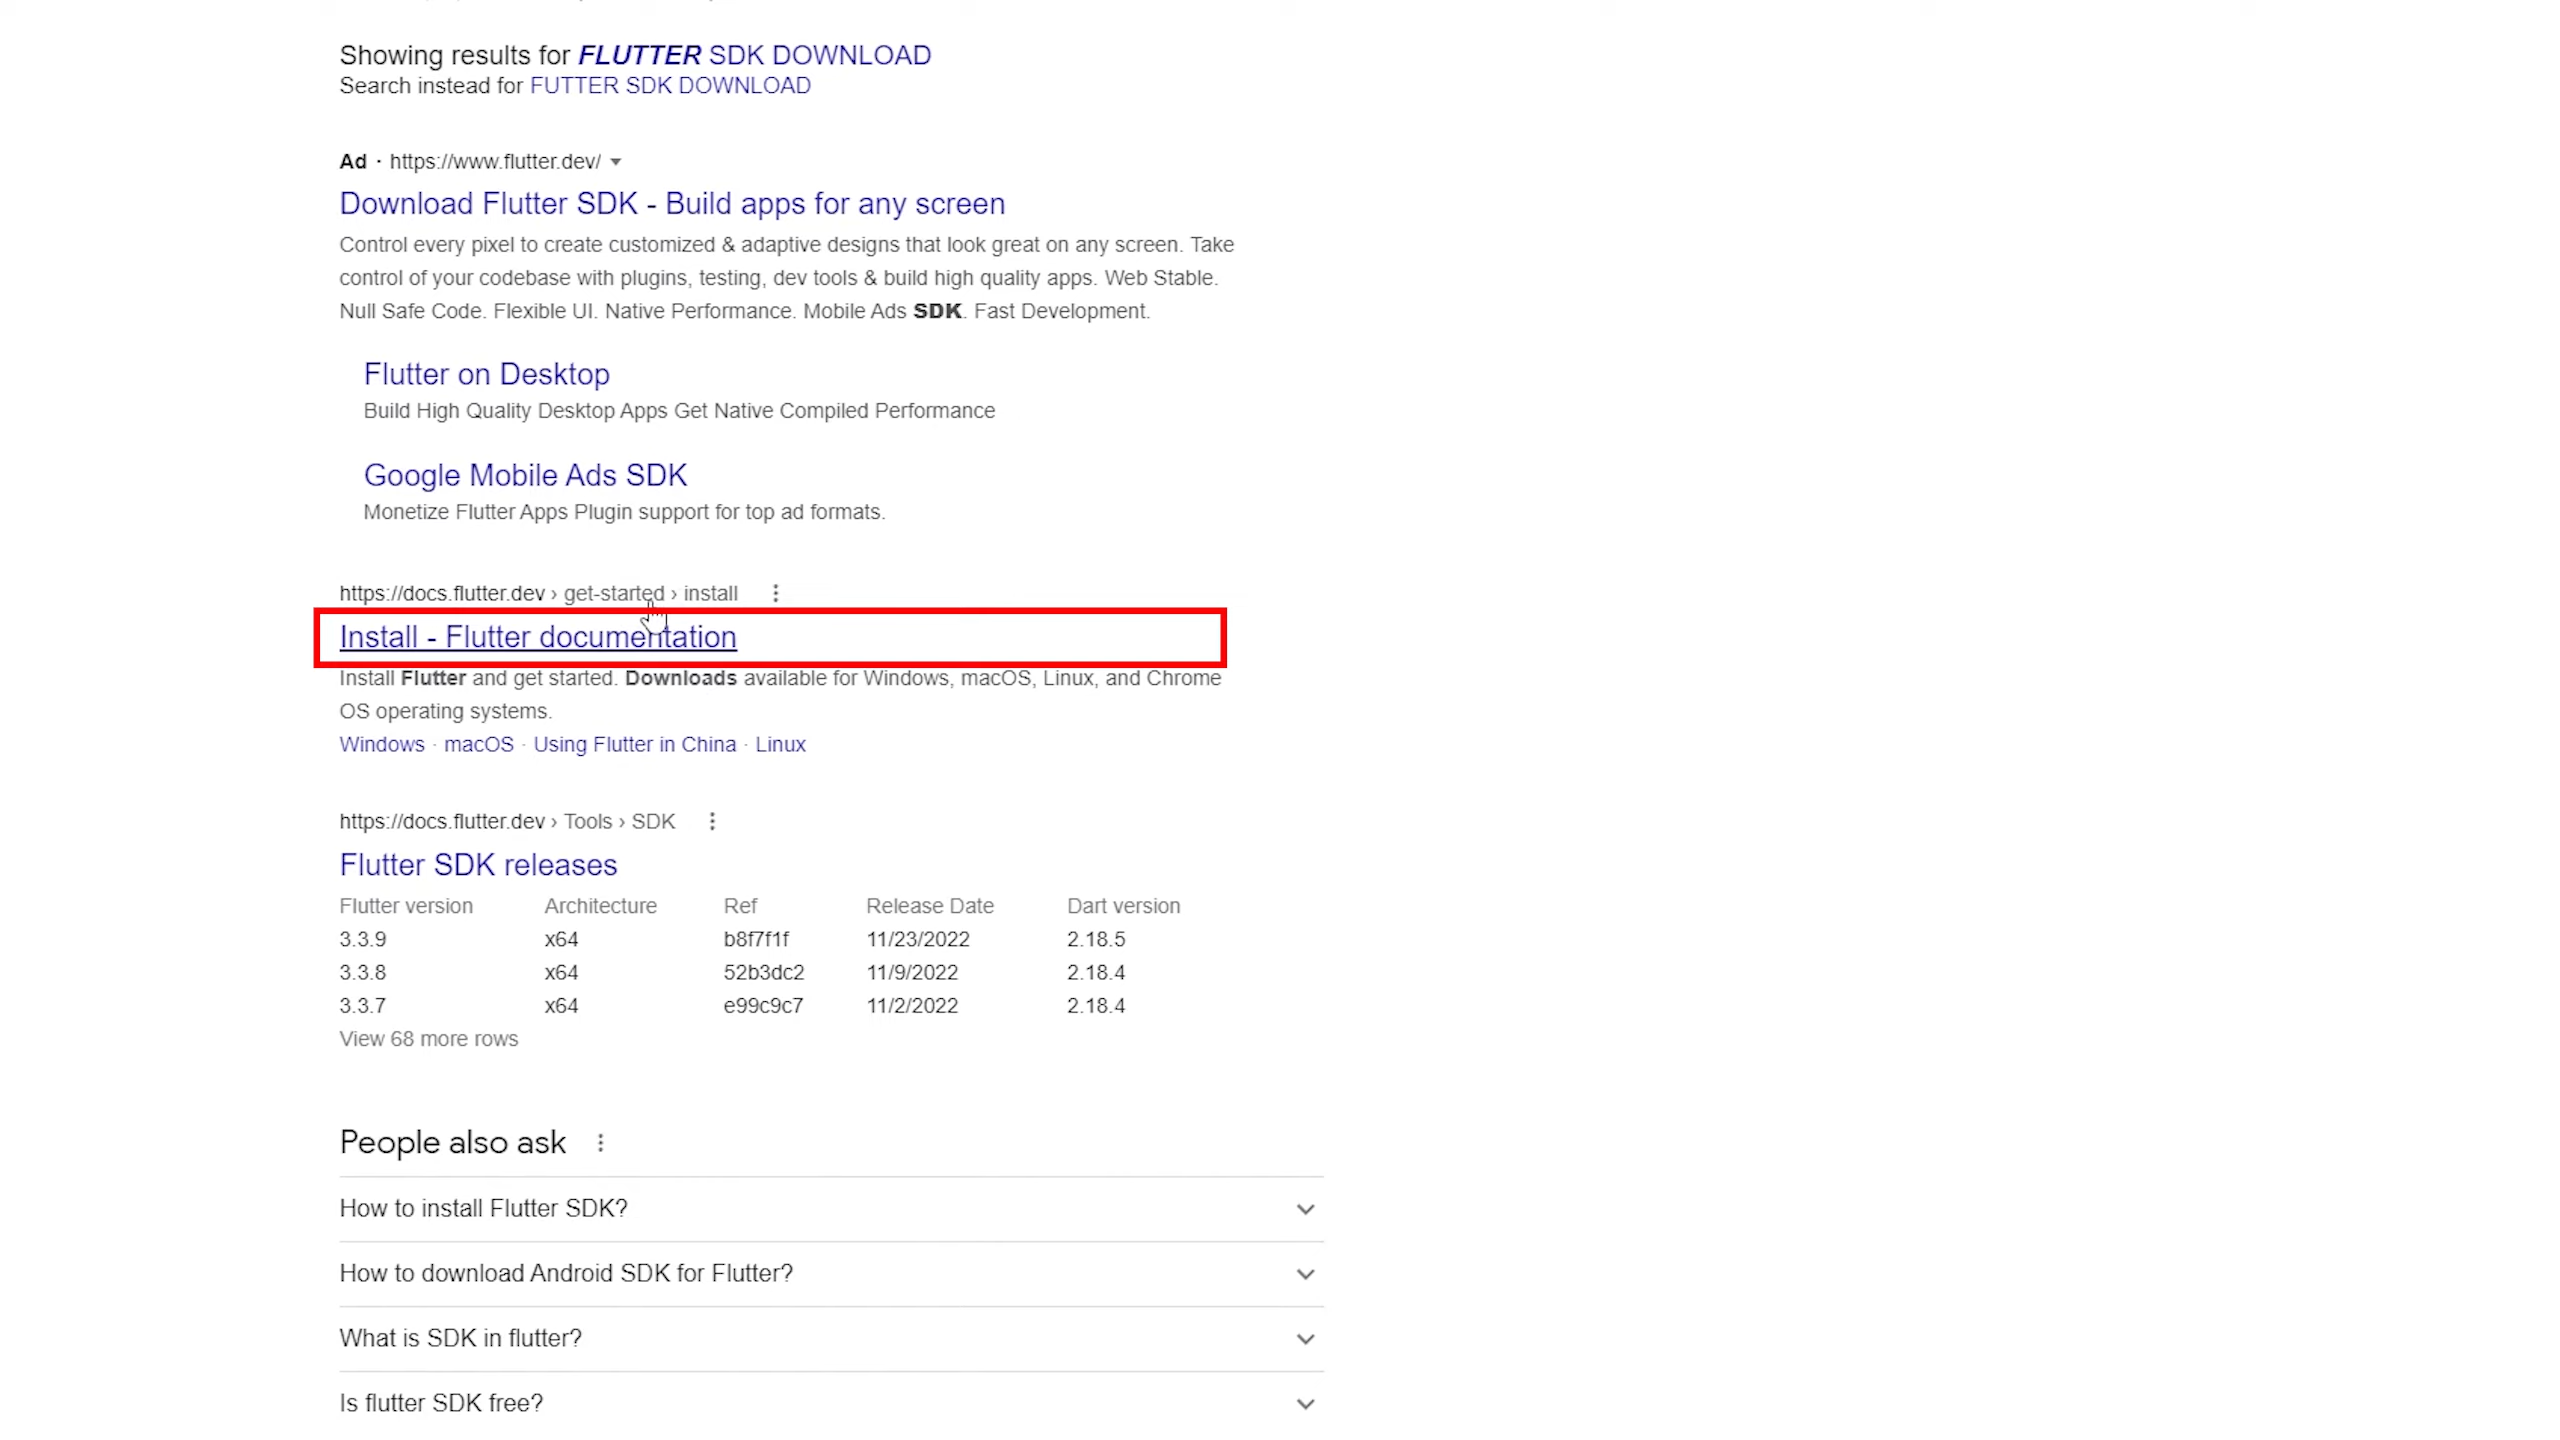 Showing results for FLUTTER SDK DOWNLOAD
Search instead for FUTTER SDK DOWNLOAD
Ad · https://www.flutter.dev/
Download Flutter SDK - Build apps for any screen
Control every pixel to create customized & adaptive designs that look great on any screen. Take
control of your codebase with plugins, testing, dev tools & build high quality apps. Web Stable.
Null Safe Code. Flexible UI. Native Performance. Mobile Ads SDK. Fast Development.
Flutter on Desktop
Build High Quality Desktop Apps Get Native Compiled Performance
Google Mobile Ads SDK
Monetize Flutter Apps Plugin support for top ad formats.
https://docs.flutter.dev › get-started › install
Install - Flutter documentation
Install Flutter and get started. Downloads available for Windows, macOS, Linux, and Chrome
OS operating systems.
Windows · macOS · Using Flutter in China · Linux
https://docs.flutter.dev › Tools › SDK
Flutter SDK releases
Flutter version Architecture Ref Release Date Dart version
3.3.9 x64 b8f7f1f 11/23/2022 2.18.5
3.3.8 x64 52b3dc2 11/9/2022 2.18.4
3.3.7 x64 e99c9c7 11/2/2022 2.18.4
View 68 more rows
People also ask
How to install Flutter SDK?
How to download Android SDK for Flutter?
What is SDK in flutter?
Is flutter SDK free?